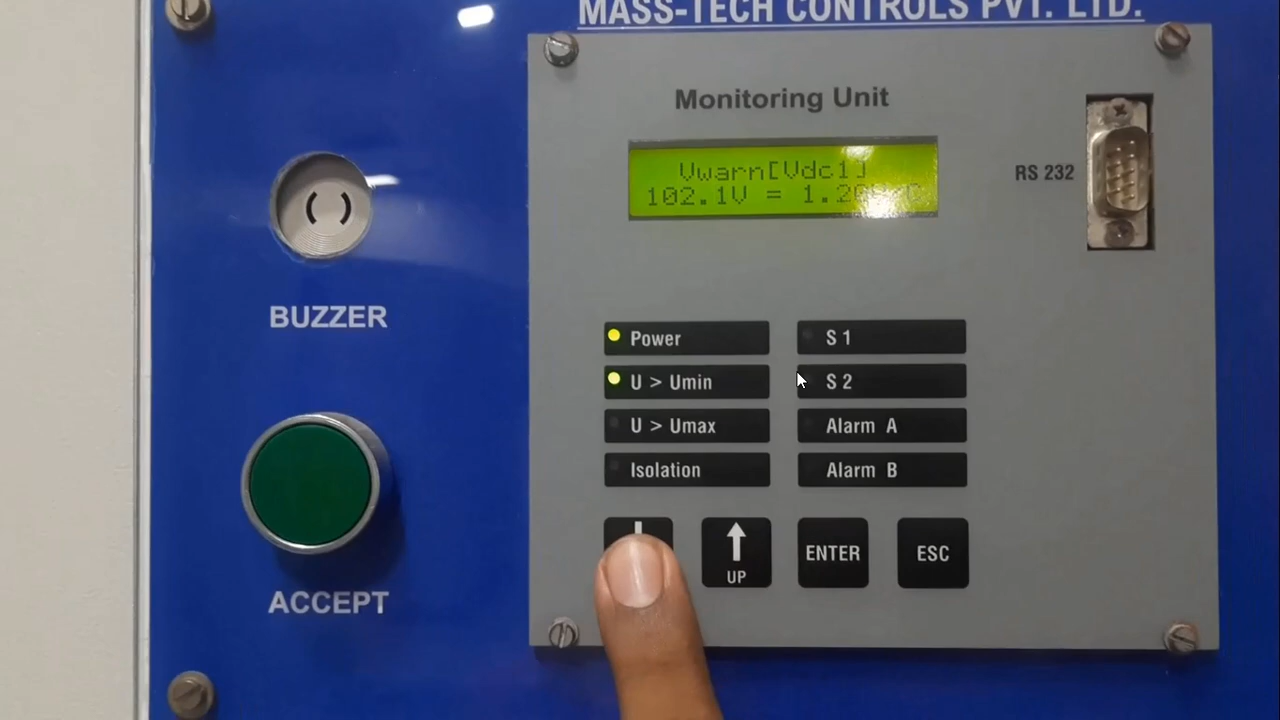 MASS-TECH CONTROLS PVT. LTD.
Monitoring Unit
Vwarn[Vdc1]
102.1V = 1.20
RS 232
BUZZER
Power
S 1
U > Umin
S 2
U > Umax
Alarm A
Isolation
Alarm B
UP
ENTER
ESC
ACCEPT